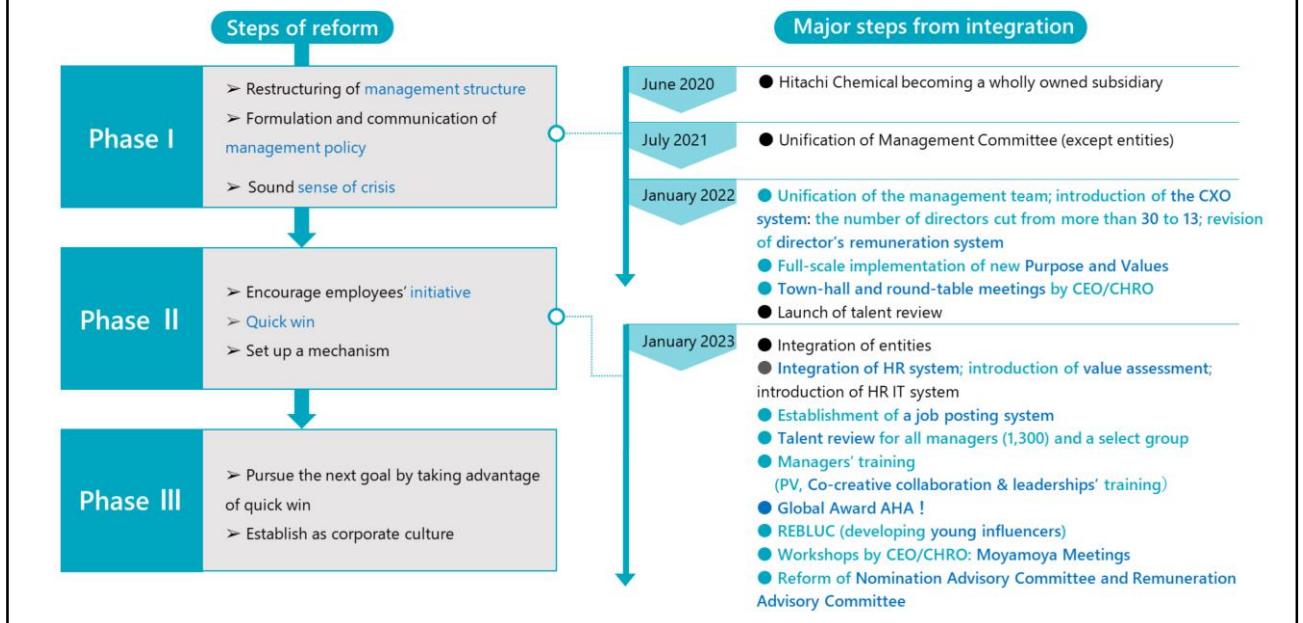 Steps of reform
Phase Ⅰ
➢ Restructuring of management structure
➢ Formulation and communication of
management policy
➢ Sound sense of crisis
Phase Ⅱ
➢ Encourage employees' initiative
➢ Quick win
➢ Set up a mechanism
Phase Ⅲ
➢ Pursue the next goal by taking advantage
of quick win
➢ Establish as corporate culture
Major steps from integration
June 2020
● Hitachi Chemical becoming a wholly owned subsidiary
July 2021
● Unification of Management Committee (except entities)
January 2022
● Unification of the management team; introduction of the CXO
system: the number of directors cut from more than 30 to 13; revision
of director's remuneration system
● Full-scale implementation of new Purpose and Values
● Town-hall and round-table meetings by CEO/CHRO
● Launch of talent review
January 2023
● Integration of entities
● Integration of HR system; introduction of value assessment;
introduction of HR IT system
● Establishment of a job posting system
● Talent review for all managers (1,300) and a select group
● Managers' training
(PV, Co-creative collaboration & leaderships' training）
● Global Award AHA！
● REBLUC (developing young influencers)
● Workshops by CEO/CHRO: Moyamoya Meetings
● Reform of Nomination Advisory Committee and Remuneration
Advisory Committee